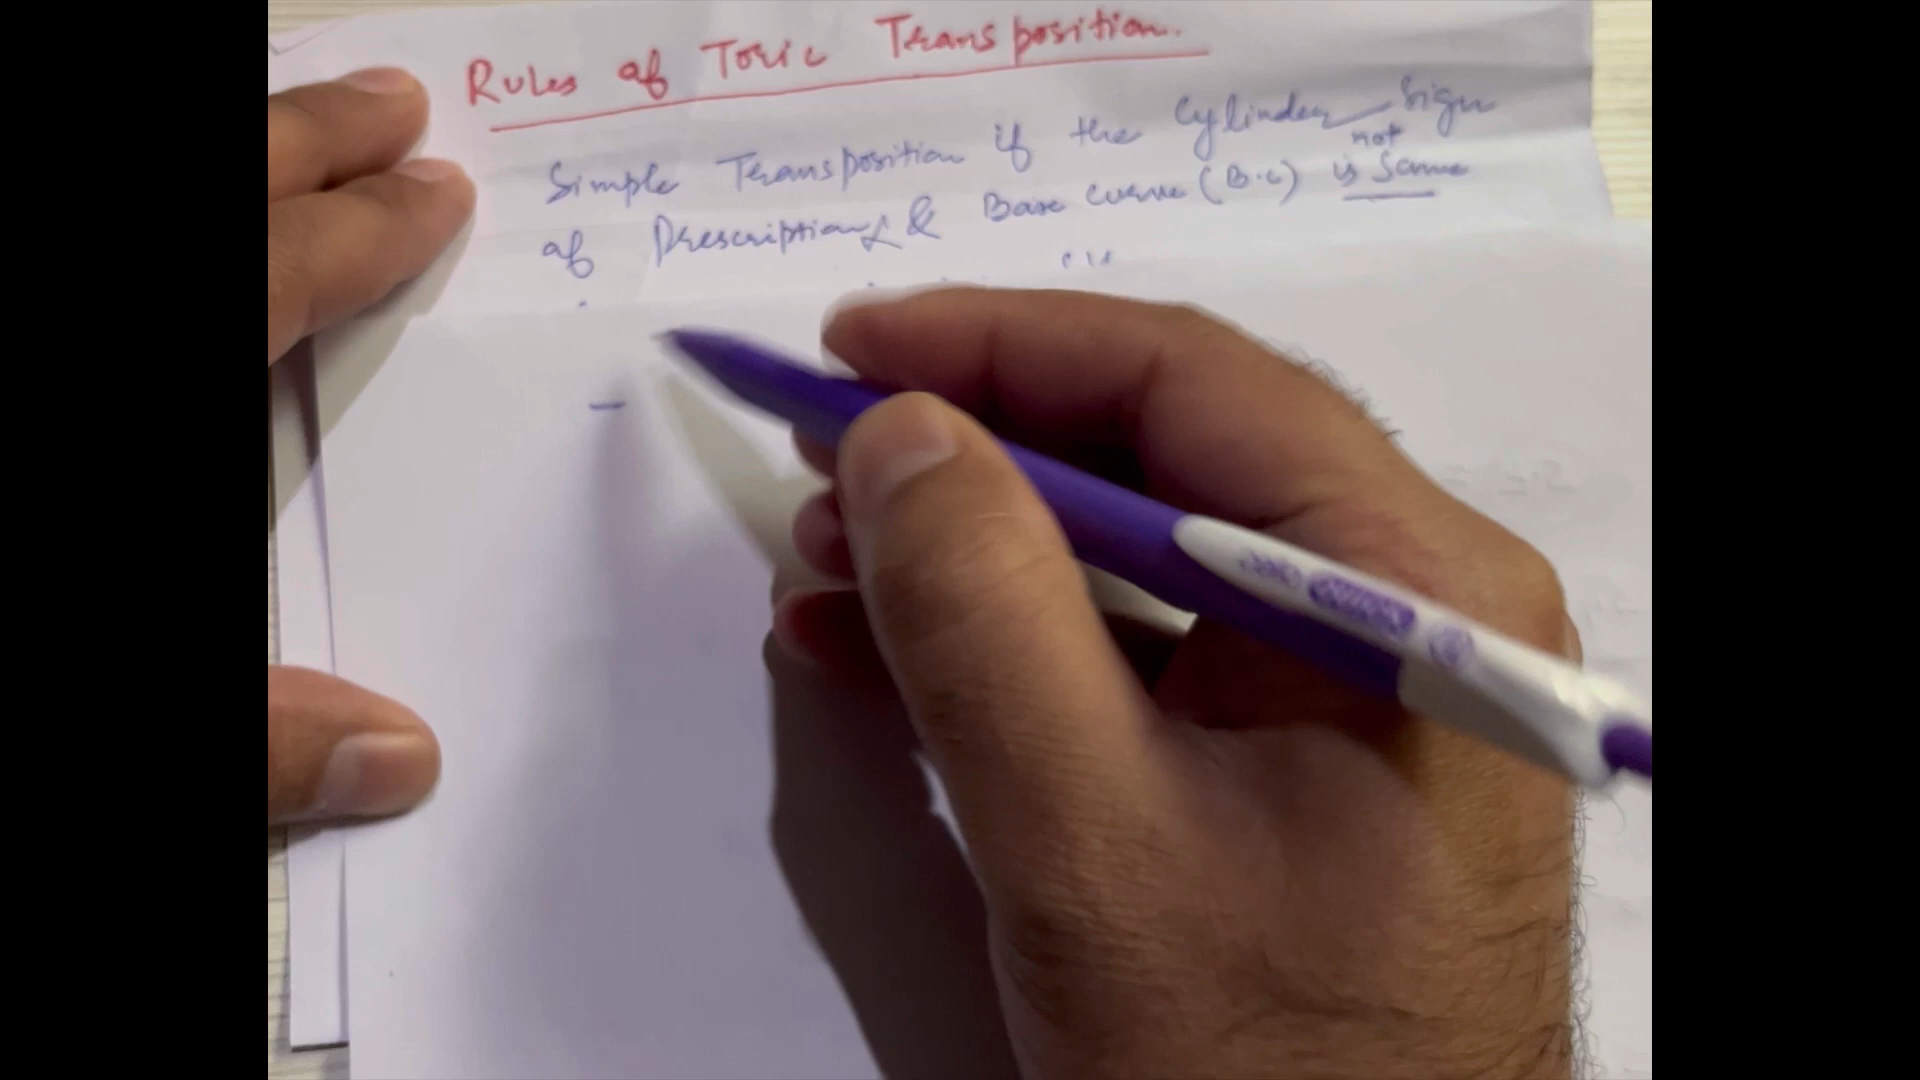 Rules of Toric Transposition.
Simple Transposition if the Cylinder Sign
not
of Prescription & Base curve (B.C) is Same